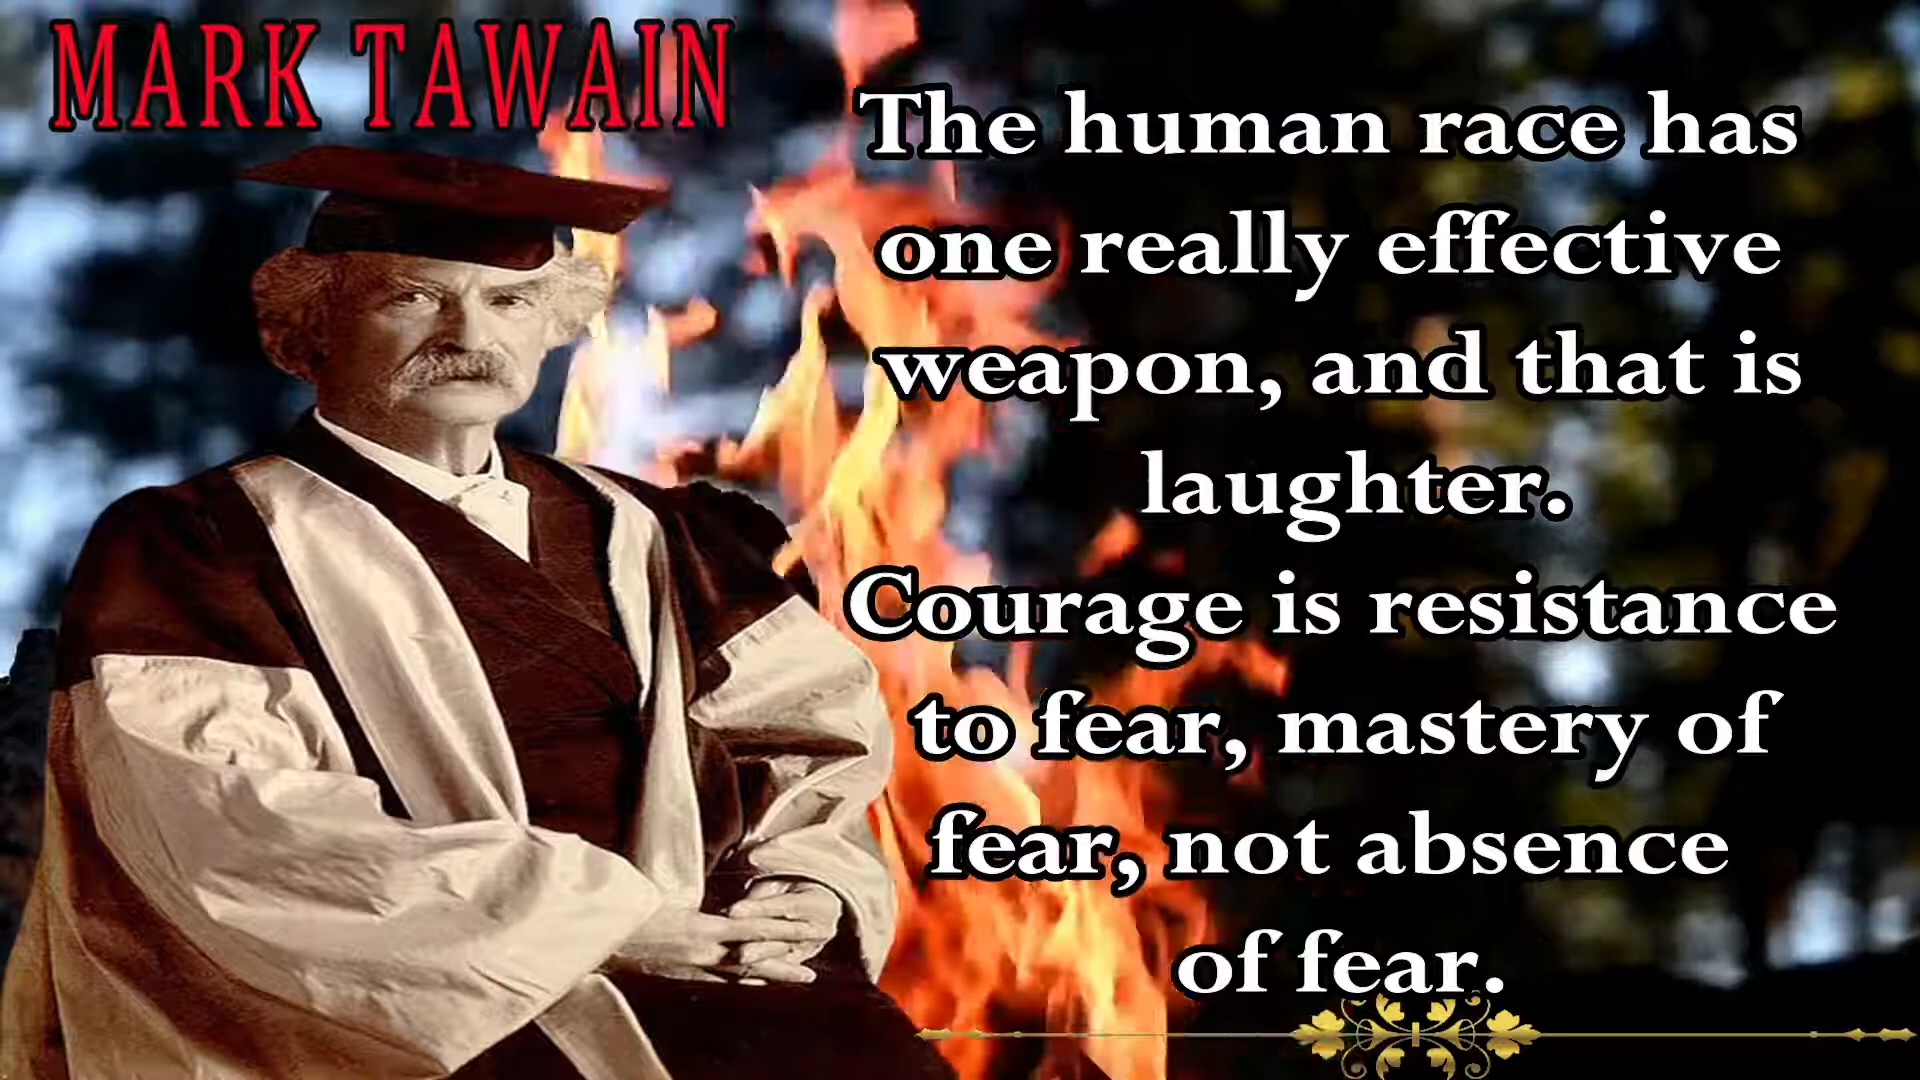 MARK TAWAIN
The human race has
one really effective
weapon, and that is
laughter.
Courage is resistance
to fear, mastery of
fear, not absence
of fear.